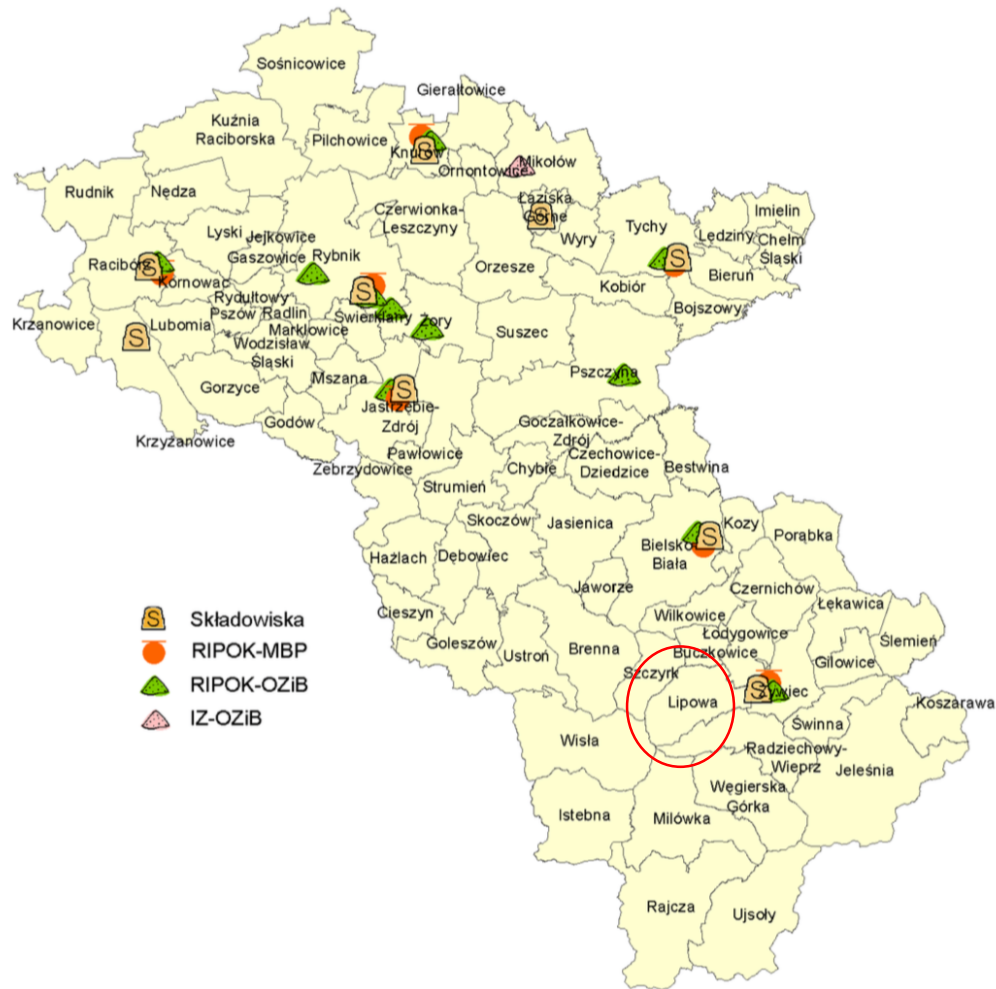 Sośnicowice
Gierałtowice
Kuźnia
Raciborska
Pilchowice
Knurów
S
Ornontowice
Mikołów
Rudnik
Nędza
Łaziska
Górne
S
Czerwionka-
Leszczyny
Tychy
Imielin
Lędziny
Chełm
Śląski
Lyski
Jejkowice
Wyry
Gaszowice
Rybnik
S
Racibórz
S
Orzesze
Bieruń
Kornowac
Kobiór
Rydułtowy
S
Bojszowy
Pszów
Radlin
Świerklany
Żory
Krzanowice
S
Lubomia
Marklowice
Suszec
Wodzisław
Śląski
Pszczyna
Mszana
Gorzyce
S
Jastrzębie-
Zdrój
Godów
Goczałkowice-
Zdrój
Krzyżanowice
Pawłowice
Czechowice-
Dziedzice
Zebrzydowice
Chybie
Bestwina
Strumień
Skoczów
Jasienica
Kozy
S
Porąbka
Bielsko
Biała
Hażlach
Dębowiec
Jaworze
Czernichów
Łękawica
Cieszyn
Wilkowice
S
Składowiska
Łodygowice
Ślemień
Goleszów
Brenna
Buczkowice
RIPOK-MBP
Ustroń
Gilowice
Szczyrk
RIPOK-OZiB
S
Żywiec
Lipowa
Koszarawa
IZ-OZiB
Świnna
Wisła
Radziechowy-
Wieprz
Jeleśnia
Węgierska
Górka
Istebna
Milówka
Rajcza
Ujsoły